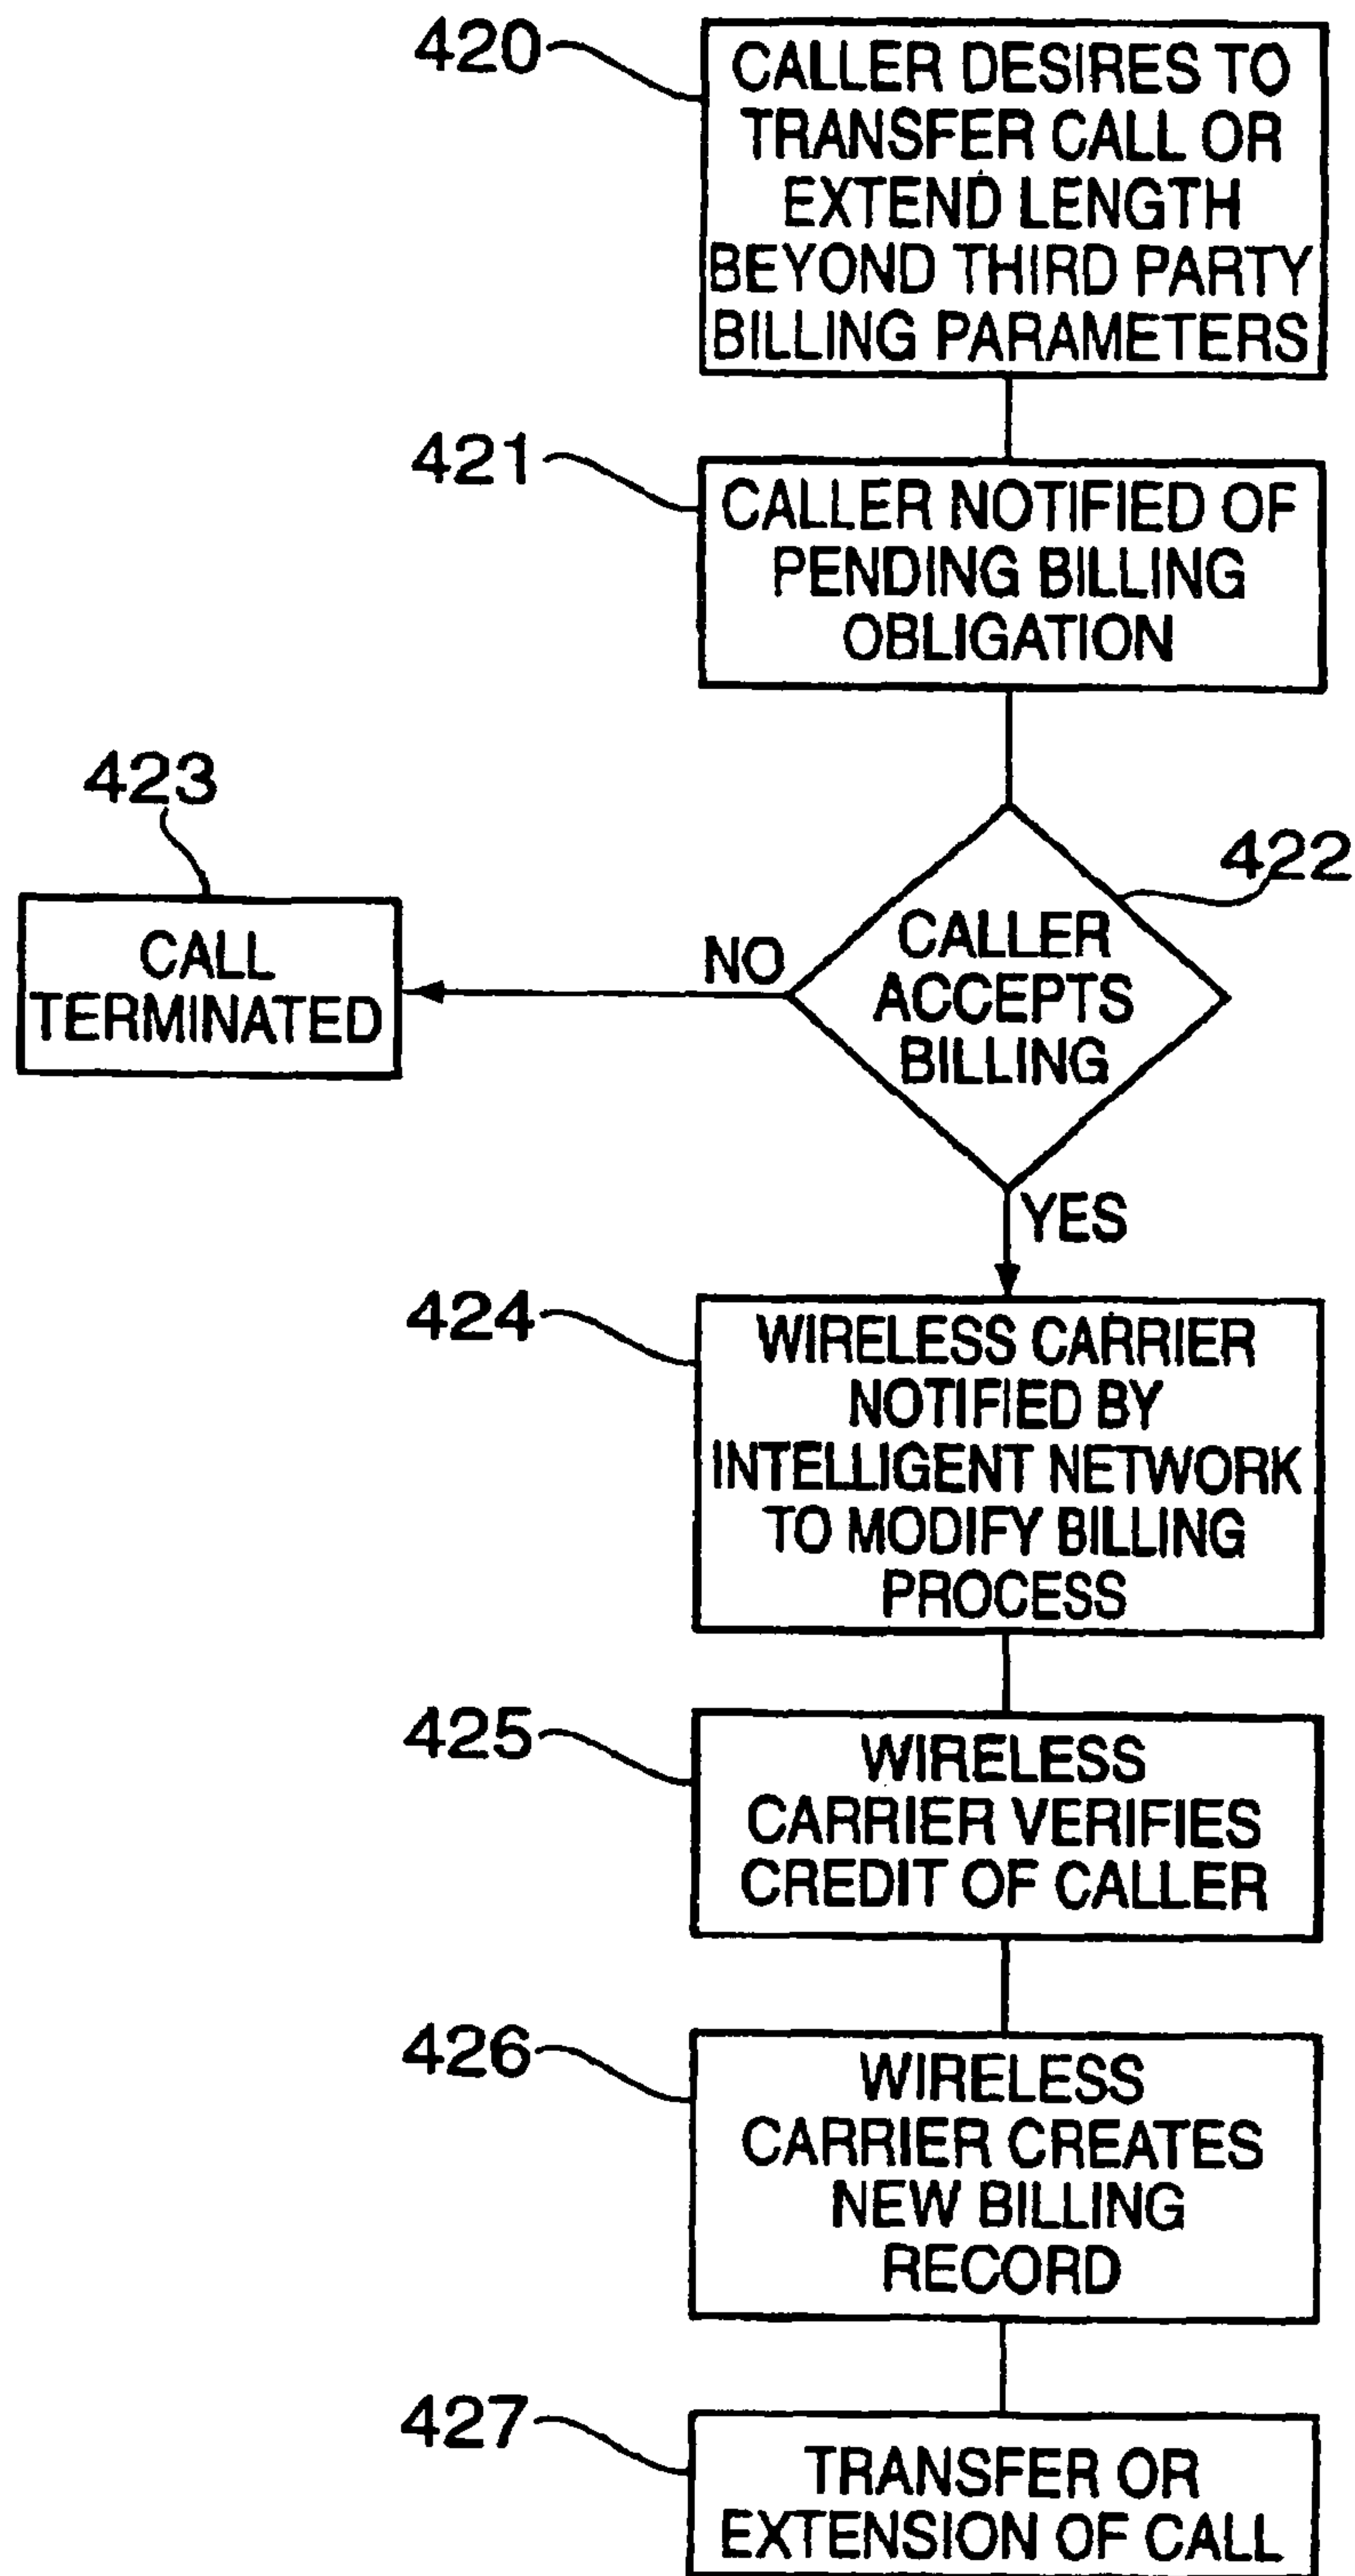 420
CALLER DESIRES TO
TRANSFER CALL OR
EXTEND LENGTH
BEYOND THIRD PARTY
BILLING PARAMETERS
421
CALLER NOTIFIED OF
PENDING BILLING
OBLIGATION
423
CALL
TERMINATED
NO
422
CALLER
ACCEPTS
BILLING
YES
424
WIRELESS CARRIER
NOTIFIED BY
INTELLIGENT NETWORK
TO MODIFY BILLING
PROCESS
425
WIRELESS
CARRIER VERIFIES
CREDIT OF CALLER
426
WIRELESS
CARRIER CREATES
NEW BILLING
RECORD
427
TRANSFER OR
EXTENSION OF CALL